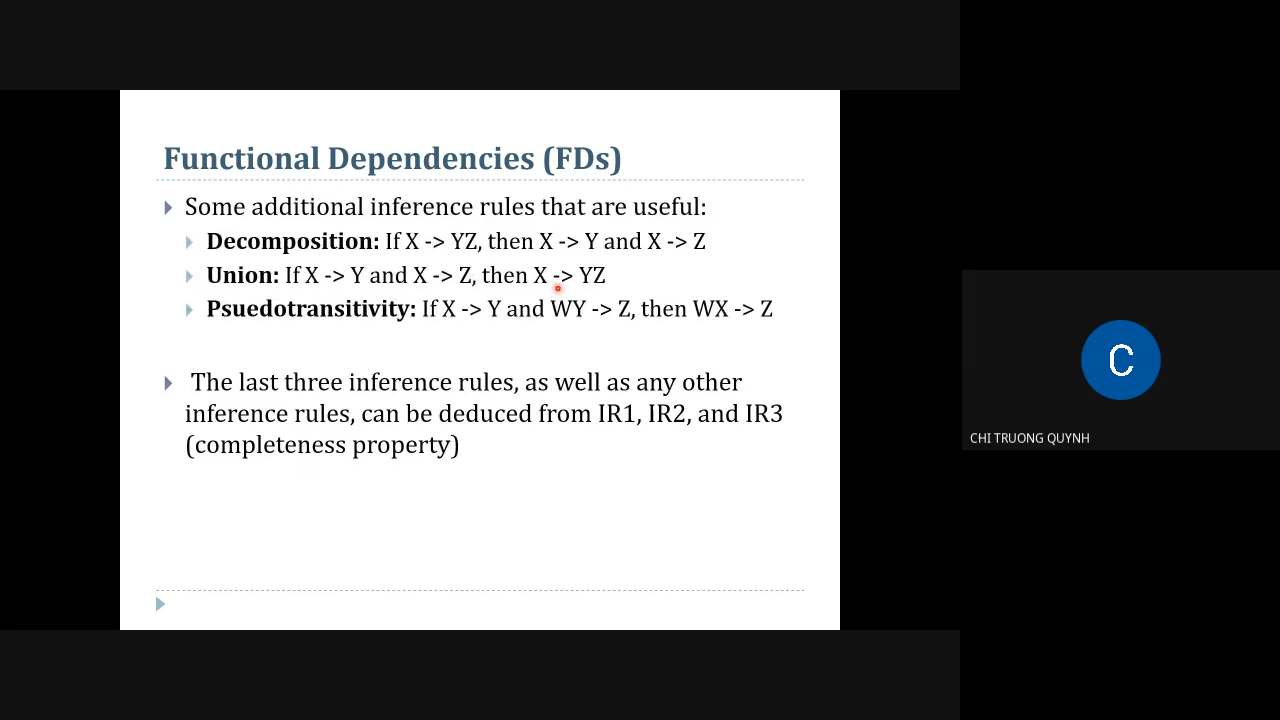 Functional Dependencies (FDs)
Some additional inference rules that are useful:
Decomposition: If X -> YZ, then X -> Y and X -> Z
Union: If X -> Y and X -> Z, then X -> YZ
Psuedotransitivity: If X -> Y and WY -> Z, then WX -> Z
The last three inference rules, as well as any other
inference rules, can be deduced from IR1, IR2, and IR3
(completeness property)
C
CHI TRUONG QUYNH